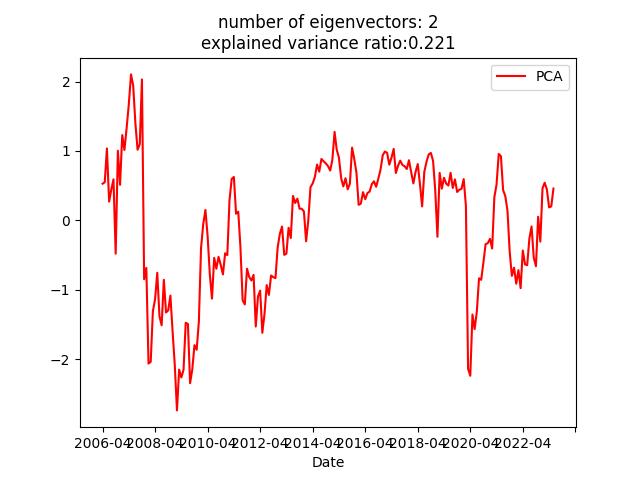 number of eigenvectors: 2
explained variance ratio:0.221
PCA
2
1
0
−1
−2
2006-04 2008-04 2010-04 2012-04 2014-04 2016-04 2018-04 2020-04 2022-04
Date